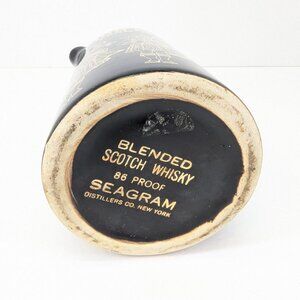 BLENDED
SCOTCH WHISKY
86 PROOF
SEAGRAM
DISTILLERS CO. NEW YORK